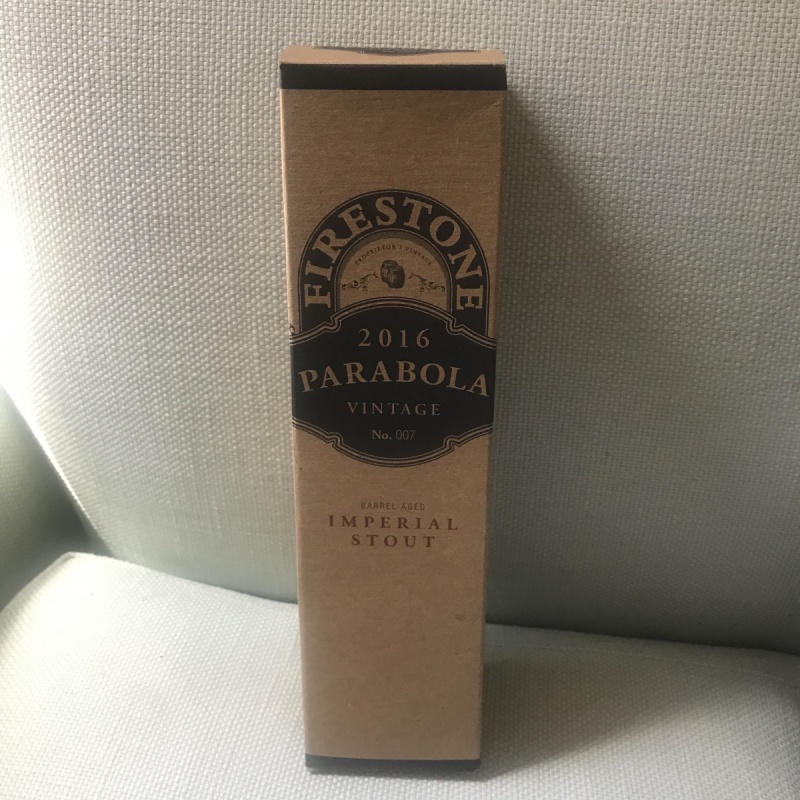 FIRESTONE
PROPRIETOR'S VINTAGE
2016
PARABOLA
VINTAGE
No. 007
BARREL-AGED
IMPERIAL
STOUT